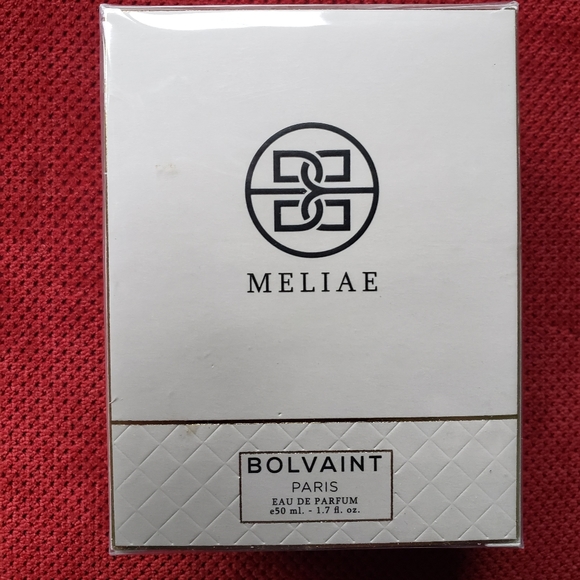 MELIAE
BOLVAINT
PARIS
EAU DE PARFUM
e50 ml. - 1.7 fl. oz.